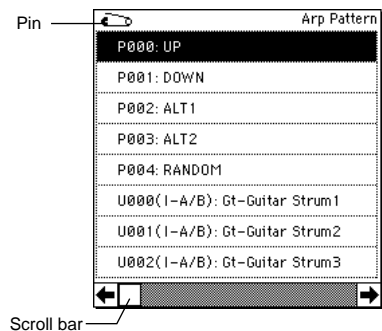 Pin
Arp Pattern
P000: UP
P001: DOWN
P002: ALT1
P003: ALT2
P004: RANDOM
U000(I-A/B): Gt-Guitar Strum1
U001(I-A/B): Gt-Guitar Strum2
U002(I-A/B): Gt-Guitar Strum3
Scroll bar